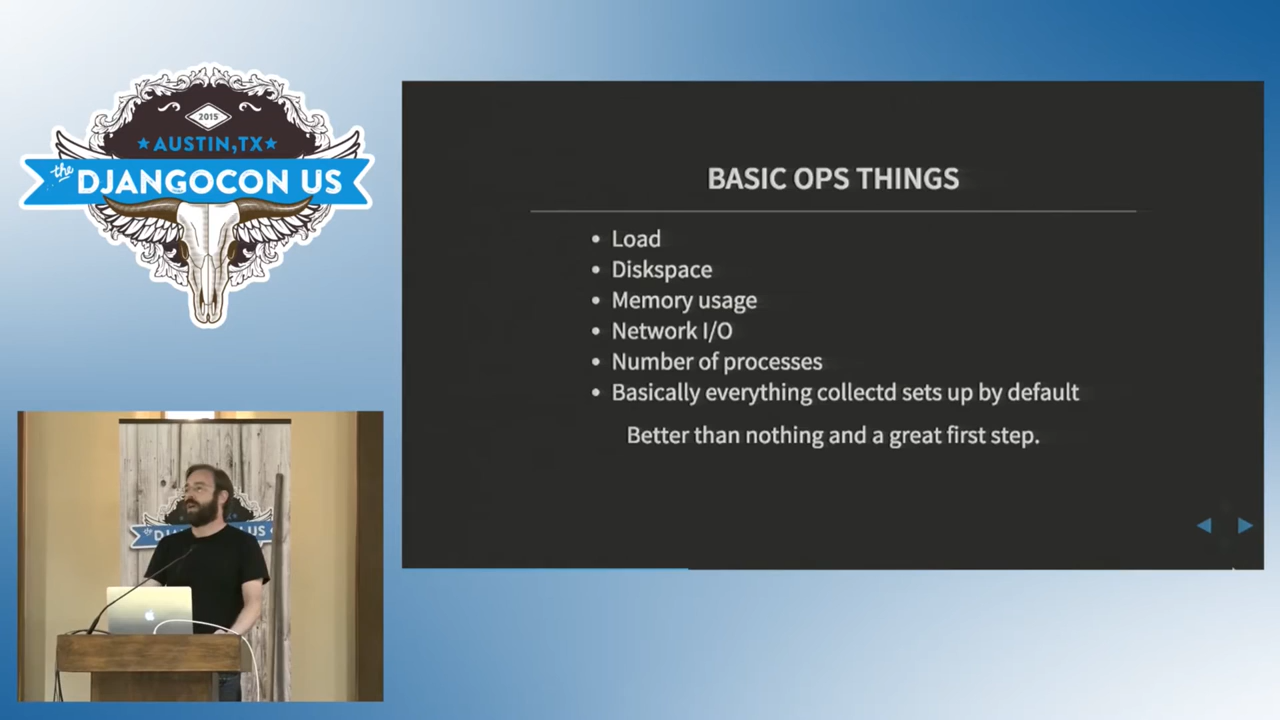 2015
★AUSTIN,TX★
the
DJANGOCON US
BASIC OPS THINGS
• Load
• Diskspace
• Memory usage
• Network I/O
• Number of processes
• Basically everything collectd sets up by default
Better than nothing and a great first step.